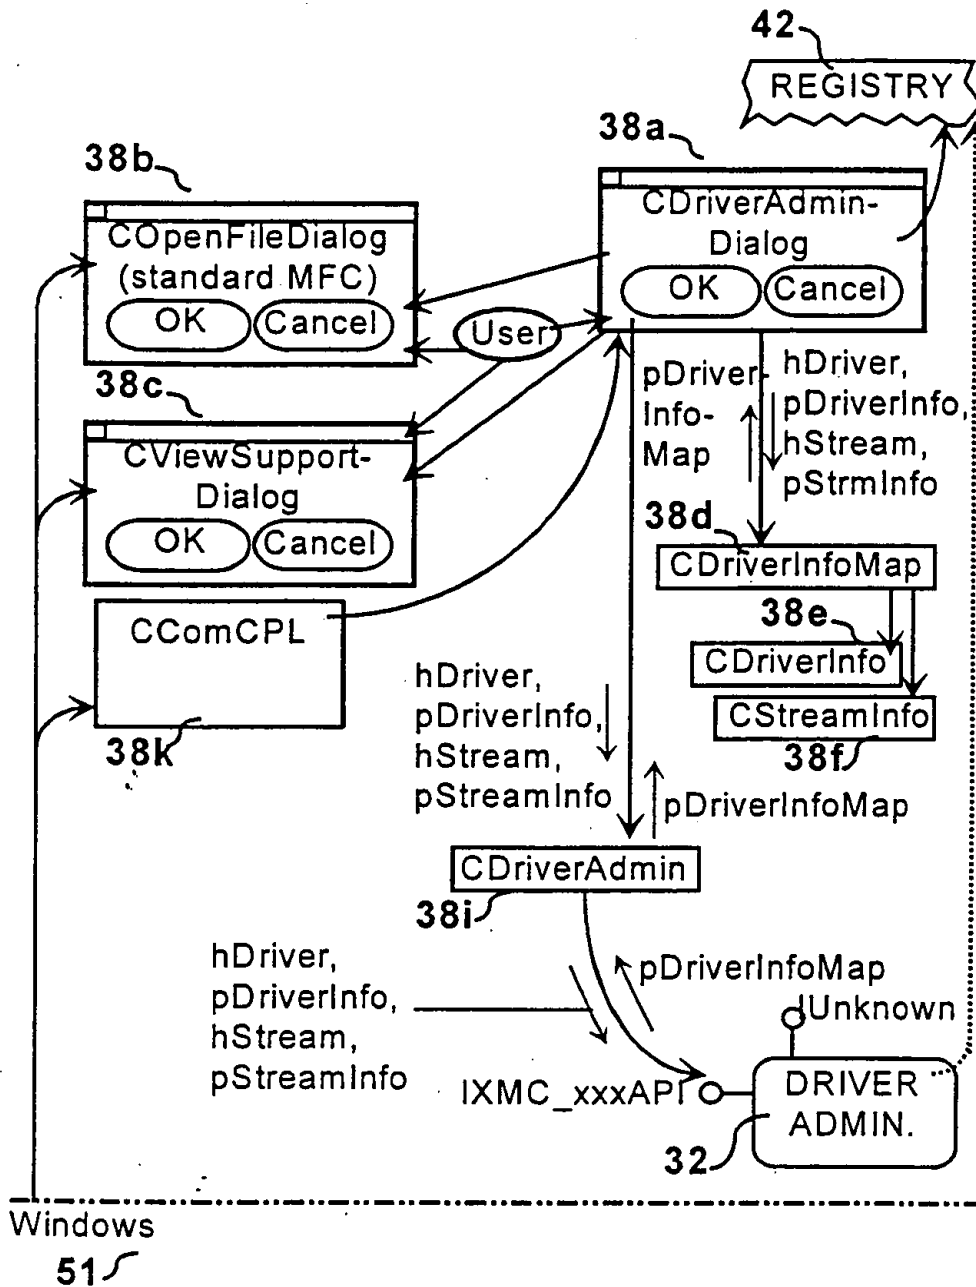 42
REGISTRY
38a
38b
CDriverAdmin-
Dialog
OK
Cancel
COpenFileDialog
(standard MFC)
OK
Cancel
User
38c
CViewSupport-
Dialog
OK
Cancel
pDriver-
Info-
Map
hDriver,
pDriverInfo,
hStream,
pStrmInfo
38d
CDriverInfoMap
38e
CDriverInfo
CStreamInfo
38f
CComCPL
38k
hDriver,
pDriverInfo,
hStream,
pStreamInfo
pDriverInfoMap
CDriverAdmin
38i
hDriver,
pDriverInfo,
hStream,
pStreamInfo
pDriverInfoMap
IUnknown
IXMC_xxxAPI
DRIVER
ADMIN.
32
Windows
51